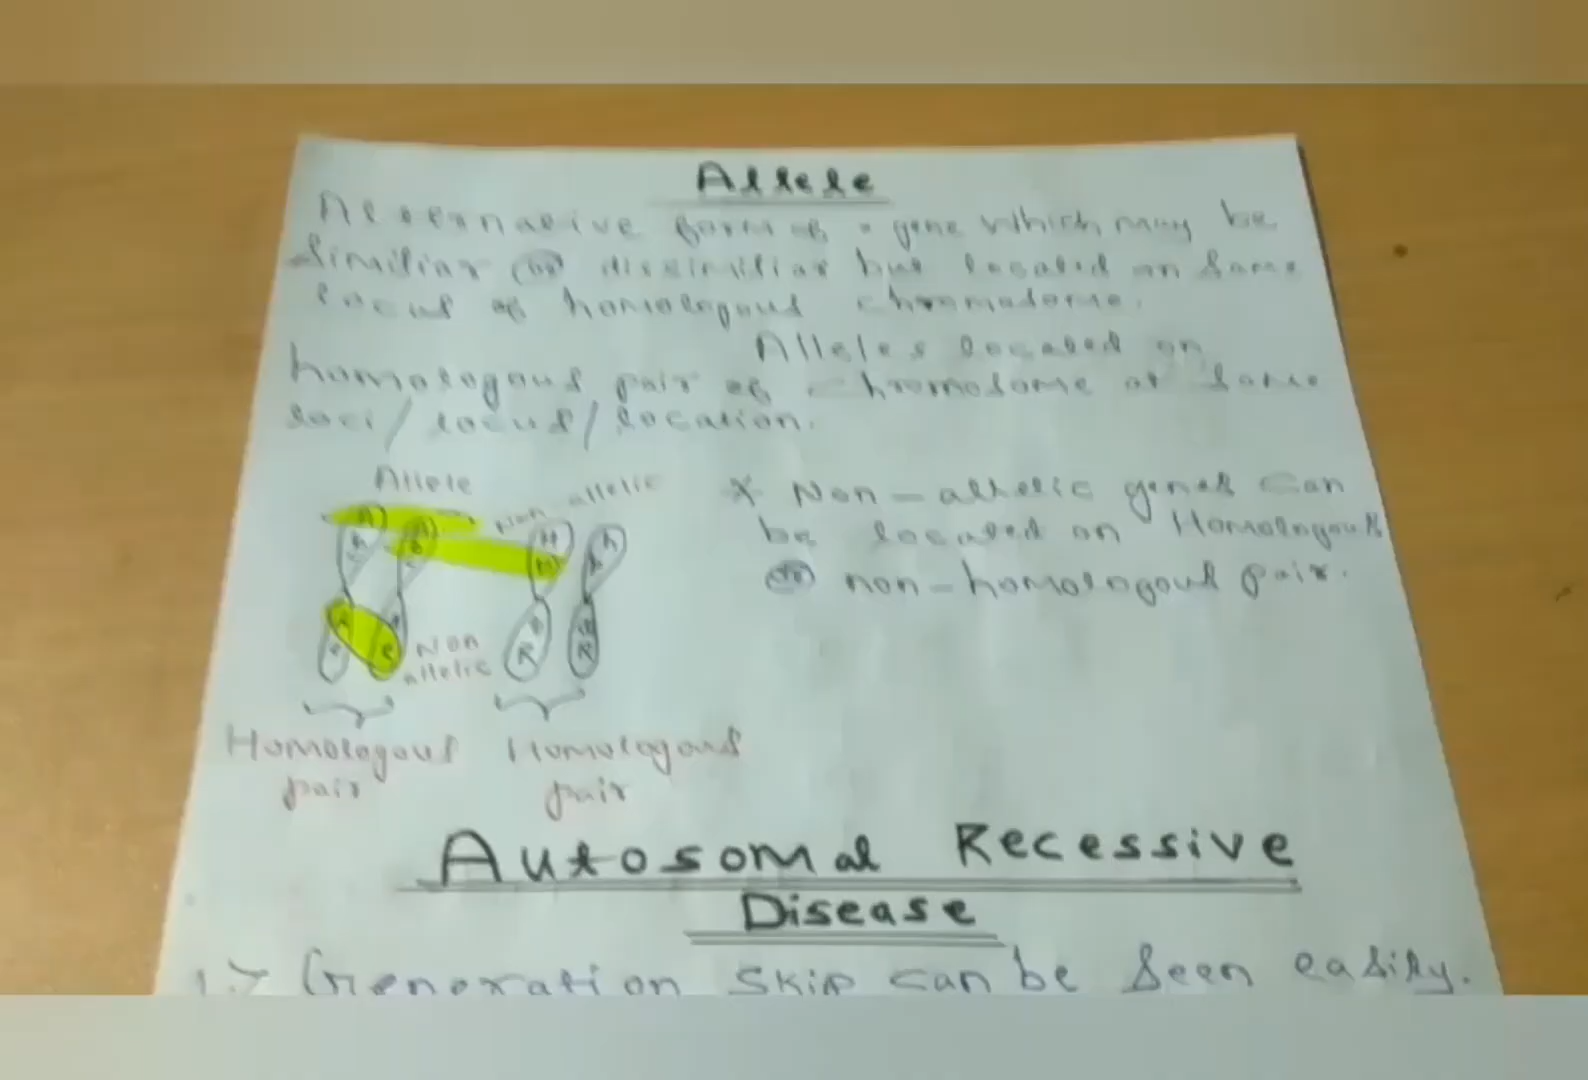 Allele
Alternative form of a gene which may be
Similiar or dissimiliar but located on Same
locus of homologous chromosome.
Alleles located on
homologous pair of chromosome at same
loci/locus/location.
Allele
Non allelic
* Non-allelic genes can
be located on Homologous
or non-homologous pair.
Non
allelic
R R
Homologous Homologous
pair pair
Autosomal Recessive
Disease
1.> Generation Skip can be seen easily.